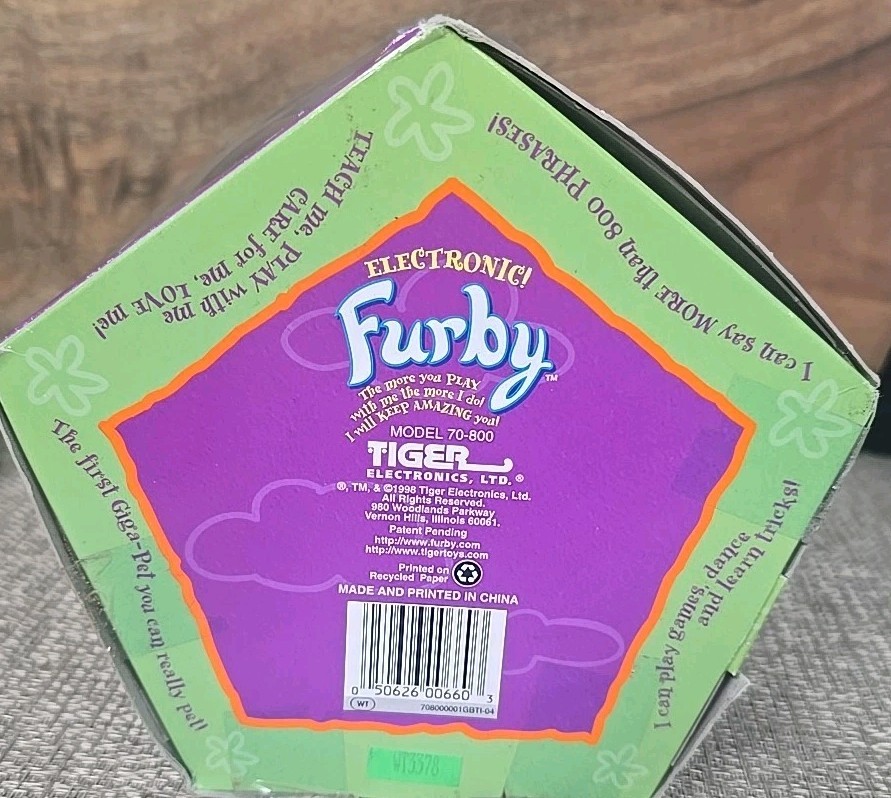 TEACH me, PLAY with me
CARE for me, LOVE me!
I can say MORE than 800 PHRASES!
The first Giga-Pet you can really pet!
I can play games, dance
and learn tricks!
ELECTRONIC!
Furby™
The more you PLAY
with me the more I do!
I will KEEP AMAZING you!
MODEL 70-800
TIGER
ELECTRONICS, LTD.®
®, TM, & ©1998 Tiger Electronics, Ltd.
All Rights Reserved.
980 Woodlands Parkway
Vernon Hills, Illinois 60061.
Patent Pending
http://www.furby.com
http://www.tigertoys.com
Printed on
Recycled Paper
MADE AND PRINTED IN CHINA
0 50626 00660 3
WT
708000001GBTI-04
WT3378